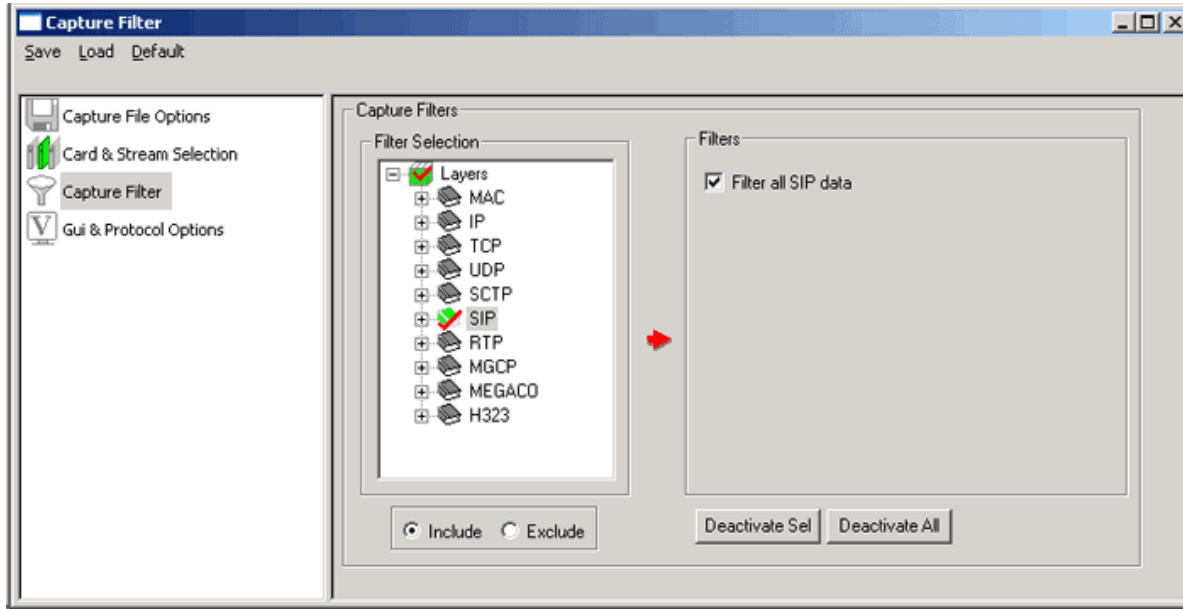 Capture Filter
Save Load Default
Capture File Options
Card & Stream Selection
Capture Filter
Gui & Protocol Options
Capture Filters
Filter Selection
Layers
MAC
IP
TCP
UDP
SCTP
SIP
RTP
MGCP
MEGACO
H323
Include Exclude
Filters
Filter all SIP data
Deactivate Sel Deactivate All